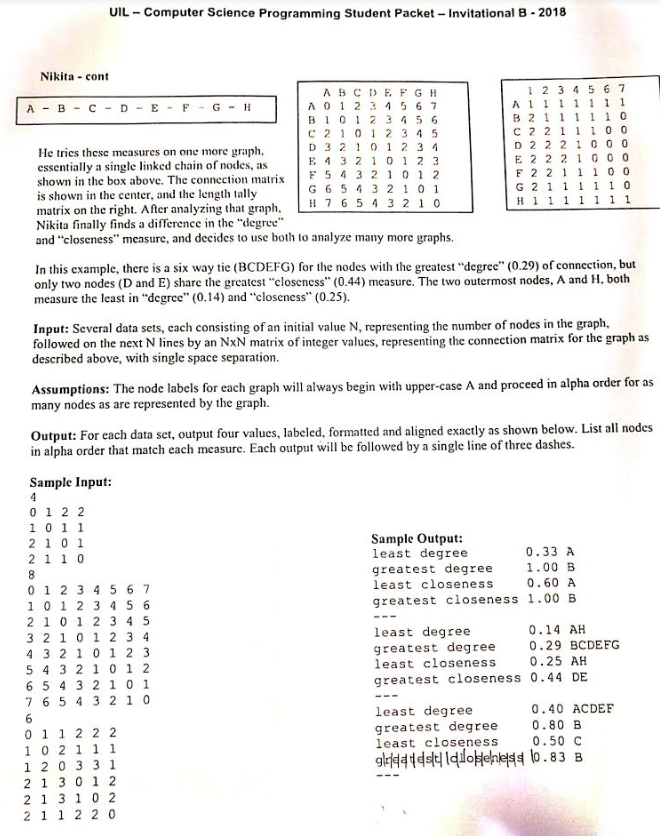 UIL – Computer Science Programming Student Packet – Invitational B - 2018
Nikita - cont
A - B - C - D - E - F - G - H
A B C D E F G H
A 0 1 2 3 4 5 6 7
B 1 0 1 2 3 4 5 6
C 2 1 0 1 2 3 4 5
D 3 2 1 0 1 2 3 4
E 4 3 2 1 0 1 2 3
F 5 4 3 2 1 0 1 2
G 6 5 4 3 2 1 0 1
H 7 6 5 4 3 2 1 0
1 2 3 4 5 6 7
A 1 1 1 1 1 1 1
B 2 1 1 1 1 1 0
C 2 2 1 1 1 0 0
D 2 2 2 1 0 0 0
E 2 2 2 1 0 0 0
F 2 2 1 1 1 0 0
G 2 1 1 1 1 1 0
H 1 1 1 1 1 1 1
He tries these measures on one more graph,
essentially a single linked chain of nodes, as
shown in the box above. The connection matrix
is shown in the center, and the length tally
matrix on the right. After analyzing that graph,
Nikita finally finds a difference in the “degree”
and “closeness” measure, and decides to use both to analyze many more graphs.
In this example, there is a six way tie (BCDEFG) for the nodes with the greatest “degree” (0.29) of connection, but
only two nodes (D and E) share the greatest “closeness” (0.44) measure. The two outermost nodes, A and H, both
measure the least in “degree” (0.14) and “closeness” (0.25).
Input: Several data sets, each consisting of an initial value N, representing the number of nodes in the graph,
followed on the next N lines by an NxN matrix of integer values, representing the connection matrix for the graph as
described above, with single space separation.
Assumptions: The node labels for each graph will always begin with upper-case A and proceed in alpha order for as
many nodes as are represented by the graph.
Output: For each data set, output four values, labeled, formatted and aligned exactly as shown below. List all nodes
in alpha order that match each measure. Each output will be followed by a single line of three dashes.
Sample Input:
4
0 1 2 2
1 0 1 1
2 1 0 1
2 1 1 0
8
0 1 2 3 4 5 6 7
1 0 1 2 3 4 5 6
2 1 0 1 2 3 4 5
3 2 1 0 1 2 3 4
4 3 2 1 0 1 2 3
5 4 3 2 1 0 1 2
6 5 4 3 2 1 0 1
7 6 5 4 3 2 1 0
6
0 1 1 2 2 2
1 0 2 1 1 1
1 2 0 3 3 1
2 1 3 0 1 2
2 1 3 1 0 2
2 1 1 2 2 0
Sample Output:
least degree 0.33 A
greatest degree 1.00 B
least closeness 0.60 A
greatest closeness 1.00 B
---
least degree 0.14 AH
greatest degree 0.29 BCDEFG
least closeness 0.25 AH
greatest closeness 0.44 DE
---
least degree 0.40 ACDEF
greatest degree 0.80 B
least closeness 0.50 C
greatest closeness 0.83 B
---